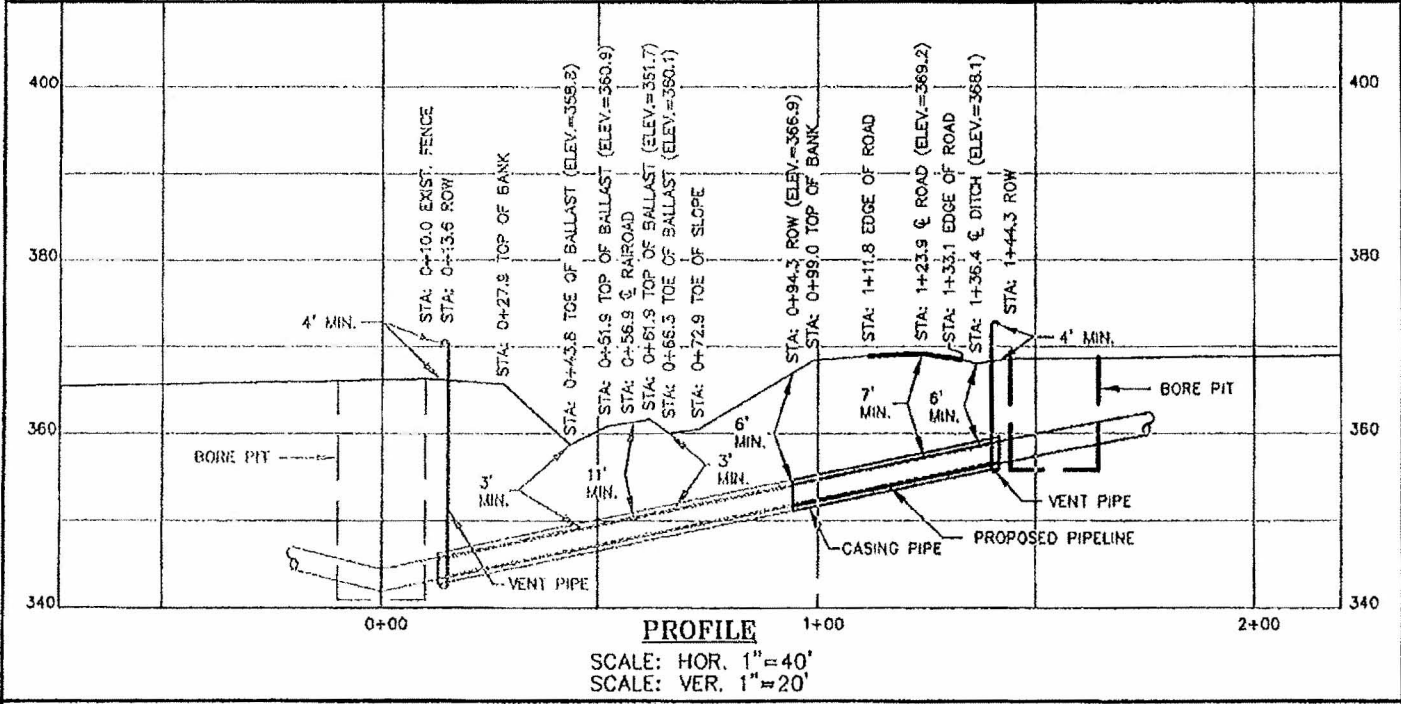 400
380
360
340
400
380
360
340
STA: 0+10.0 EXIST. FENCE
STA: 0+13.6 ROW
STA: 0+27.9 TOP OF BANK
STA: 0+43.8 TOE OF BALLAST (ELEV.=358.8)
STA: 0+51.9 TOP OF BALLAST (ELEV.=360.9)
STA: 0+56.9 ℄ RAIROAD
STA: 0+61.9 TOP OF BALLAST (ELEV.=351.7)
STA: 0+66.3 TOE OF BALLAST (ELEV.=360.1)
STA: 0+72.9 TOE OF SLOPE
STA: 0+94.3 ROW (ELEV.=366.9)
STA: 0+99.0 TOP OF BANK
STA: 1+11.8 EDGE OF ROAD
STA: 1+23.9 ℄ ROAD (ELEV.=369.2)
STA: 1+33.1 EDGE OF ROAD
STA: 1+36.4 ℄ DITCH (ELEV.=368.1)
STA: 1+44.3 ROW
4' MIN.
4' MIN.
BORE PIT
BORE PIT
3'
MIN.
11'
MIN.
3'
MIN.
6'
MIN.
7'
MIN.
6'
MIN.
VENT PIPE
VENT PIPE
CASING PIPE
PROPOSED PIPELINE
0+00
1+00
2+00
PROFILE
SCALE: HOR. 1"=40'
SCALE: VER. 1"=20'